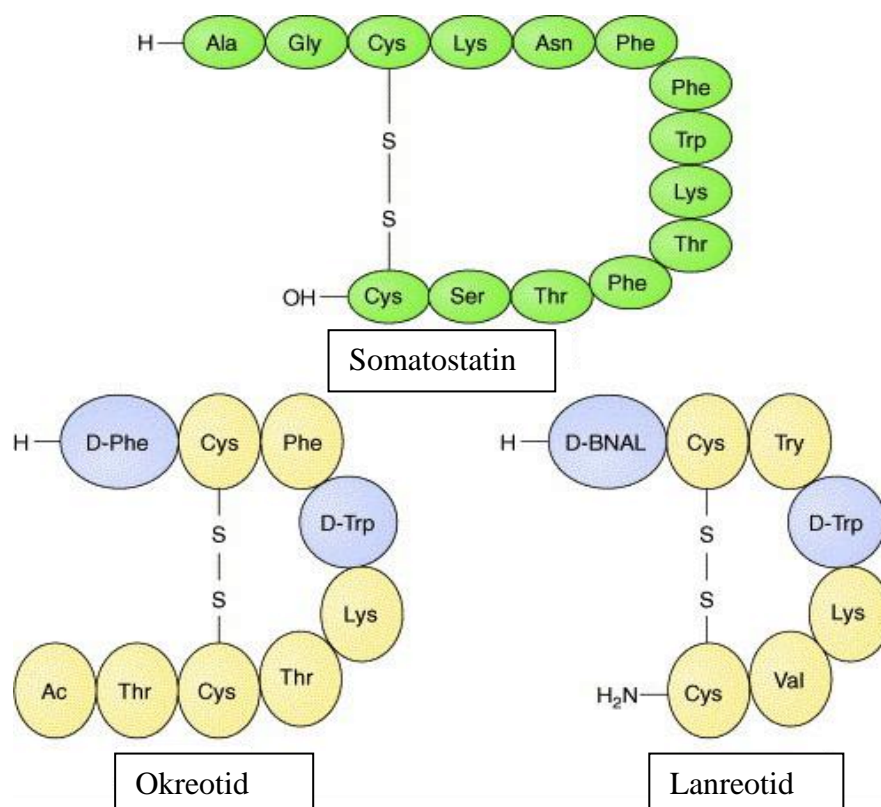 H Ala Gly Cys Lys Asn Phe
Phe
Trp
Lys
Thr
S
S
OH Cys Ser Thr Phe
Somatostatin
H D-Phe Cys Phe
D-Trp
S
S
Lys
Ac Thr Cys Thr
Okreotid
H D-BNAL Cys Try
D-Trp
S
S
Lys
H₂N Cys Val
Lanreotid